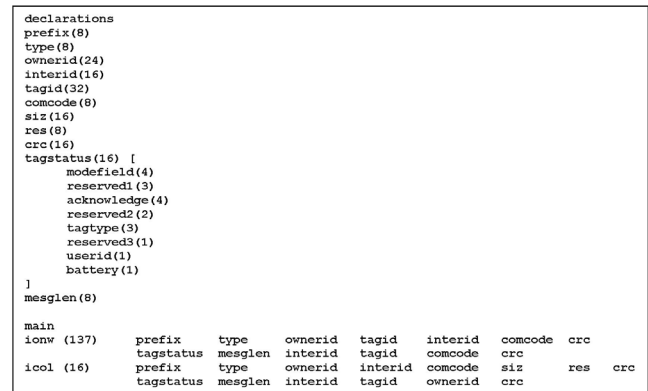 declarations
prefix(8)
type(8)
ownerid(24)
interid(16)
tagid(32)
comcode(8)
siz(16)
res(8)
crc(16)
tagstatus(16) [
modefield(4)
reserved1(3)
acknowledge(4)
reserved2(2)
tagtype(3)
reserved3(1)
userid(1)
battery(1)
]
mesglen(8)
main
ionw (137) prefix type ownerid tagid interid comcode crc
tagstatus mesglen interid tagid comcode crc
icol (16) prefix type ownerid interid comcode siz res crc
tagstatus mesglen interid tagid ownerid crc